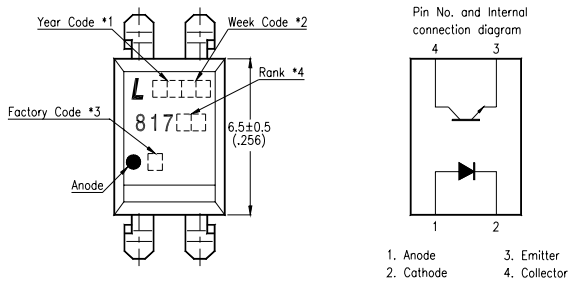 Year Code *1
Week Code *2
L
Rank *4
817
Factory Code *3
6.5±0.5
(.256)
Anode
Pin No. and Internal
connection diagram
4 3
1 2
1. Anode 3. Emitter
2. Cathode 4. Collector